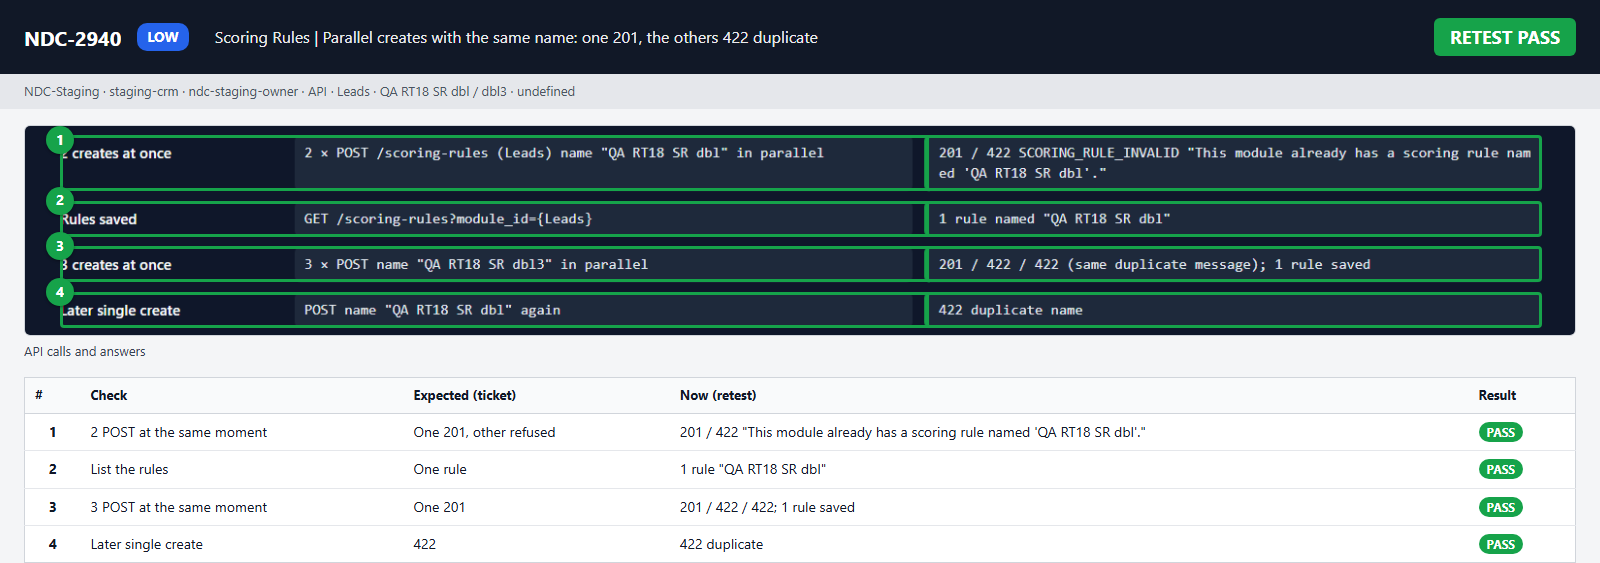 NDC-2940 LOW Scoring Rules | Parallel creates with the same name: one 201, the others 422 duplicate RETEST PASS
NDC-Staging · staging-crm · ndc-staging-owner · API · Leads · QA RT18 SR dbl / dbl3 · undefined
1
creates at once 2 × POST /scoring-rules (Leads) name "QA RT18 SR dbl" in parallel 201 / 422 SCORING_RULE_INVALID "This module already has a scoring rule nam
ed 'QA RT18 SR dbl'."
2
Rules saved GET /scoring-rules?module_id={Leads} 1 rule named "QA RT18 SR dbl"
3
3 creates at once 3 × POST name "QA RT18 SR dbl3" in parallel 201 / 422 / 422 (same duplicate message); 1 rule saved
4
Later single create POST name "QA RT18 SR dbl" again 422 duplicate name
API calls and answers
# Check Expected (ticket) Now (retest) Result
1 2 POST at the same moment One 201, other refused 201 / 422 "This module already has a scoring rule named 'QA RT18 SR dbl'." PASS
2 List the rules One rule 1 rule "QA RT18 SR dbl" PASS
3 3 POST at the same moment One 201 201 / 422 / 422; 1 rule saved PASS
4 Later single create 422 422 duplicate PASS